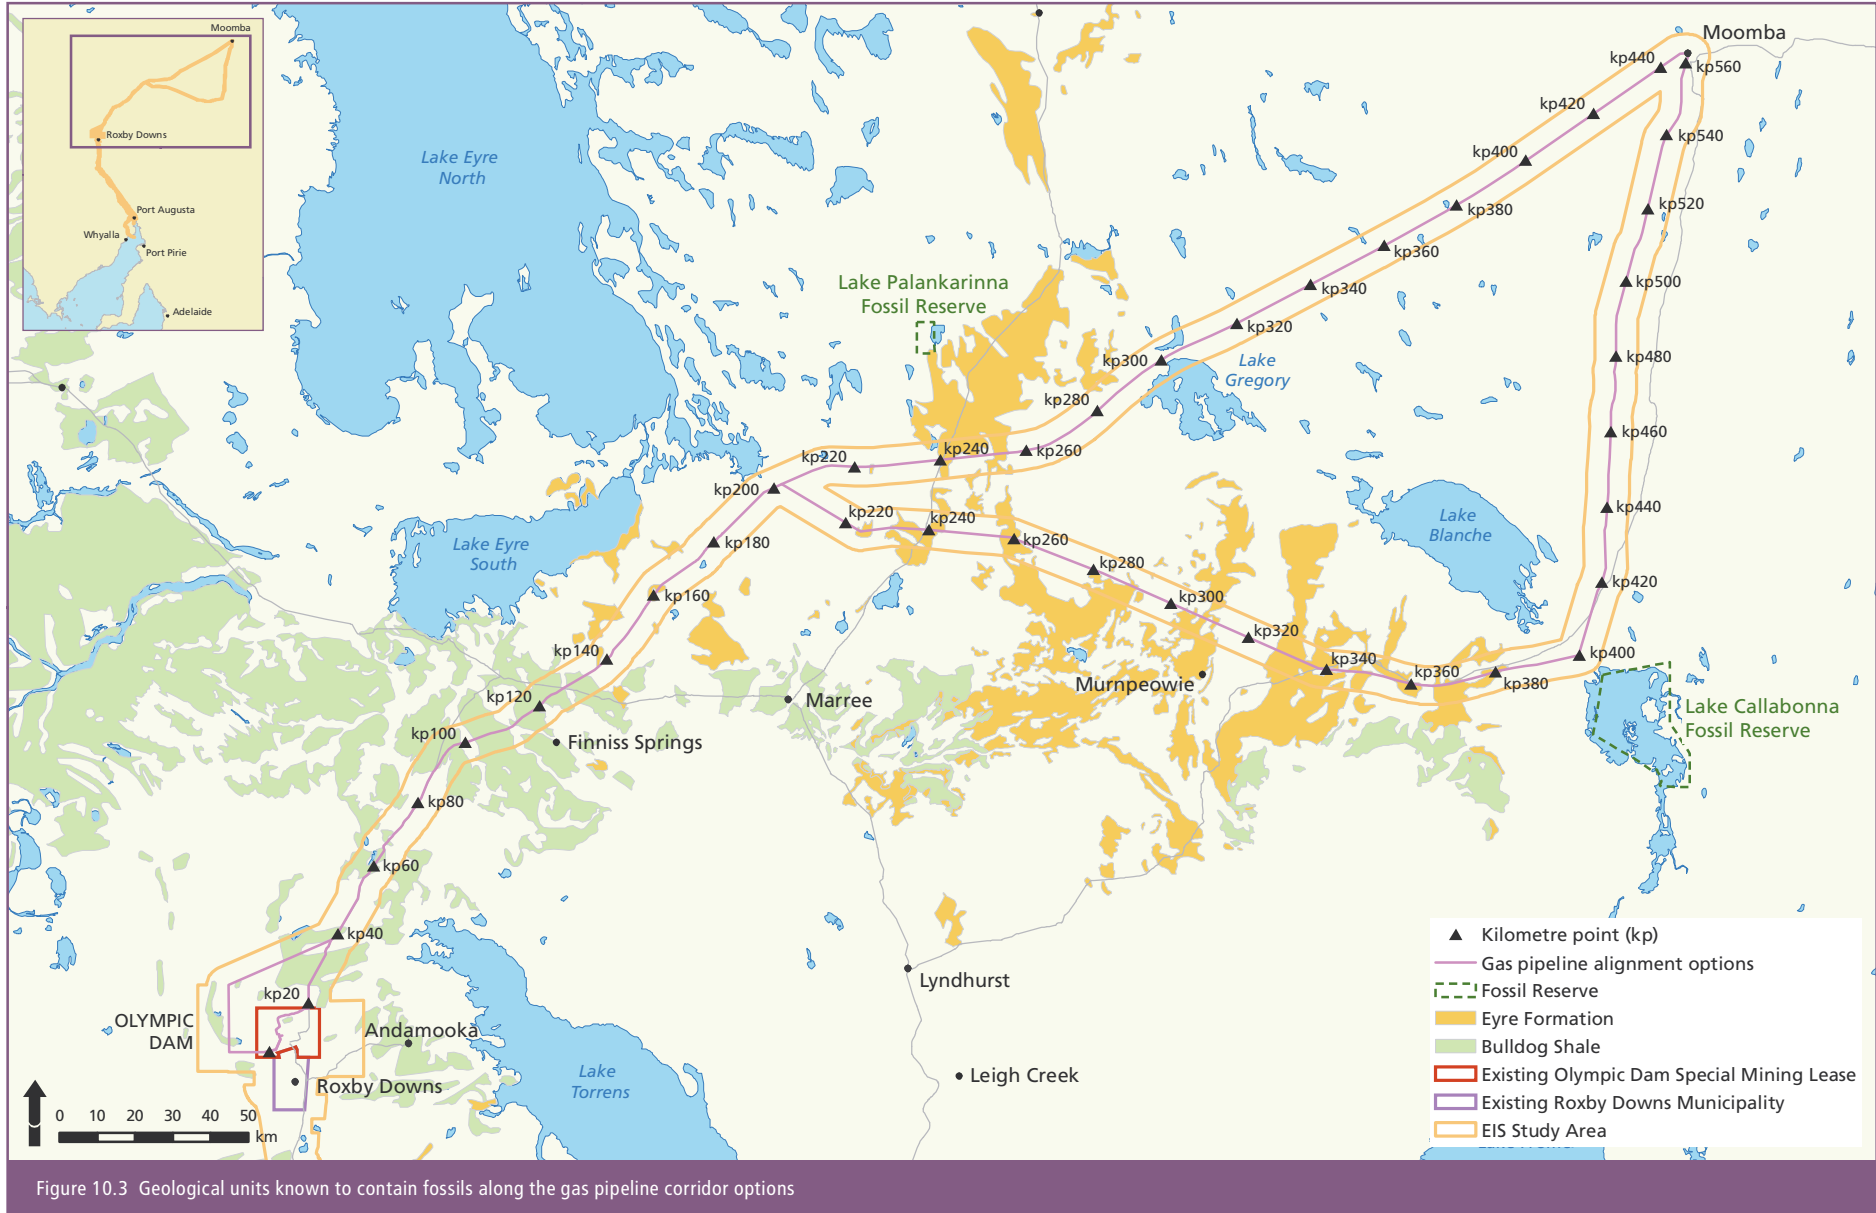 Moomba
Roxby Downs
Port Augusta
Whyalla
Port Pirie
Adelaide
Lake Eyre
North
Lake Palankarinna
Fossil Reserve
Lake
Gregory
Lake Eyre
South
Lake
Blanche
Moomba
kp440
kp560
kp420
kp540
kp400
kp380
kp520
kp360
kp500
kp340
kp320
kp480
kp300
kp280
kp460
kp240
kp260
kp220
kp200
kp440
kp220
kp240
kp260
kp180
kp280
kp420
kp160
kp300
kp320
kp140
kp340
kp400
kp360
kp380
kp120
Murnpeowie
Marree
Lake Callabonna
Fossil Reserve
kp100
Finniss Springs
kp80
kp60
kp40
kp20
OLYMPIC
DAM
Andamooka
Roxby Downs
Lake
Torrens
Lyndhurst
Leigh Creek
0 10 20 30 40 50
km
Kilometre point (kp)
Gas pipeline alignment options
Fossil Reserve
Eyre Formation
Bulldog Shale
Existing Olympic Dam Special Mining Lease
Existing Roxby Downs Municipality
EIS Study Area
Figure 10.3 Geological units known to contain fossils along the gas pipeline corridor options